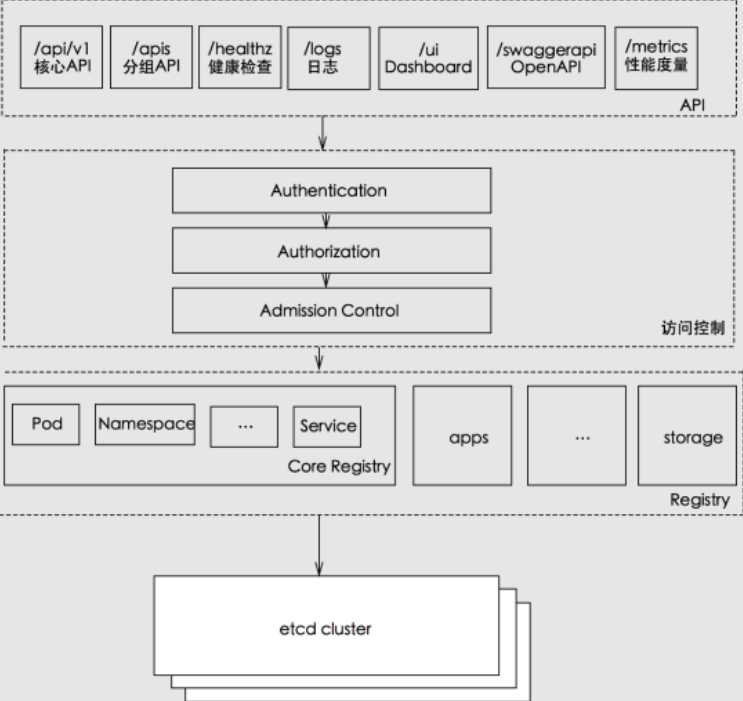 /api/v1
核心API
/apis
分组API
/healthz
健康检查
/logs
日志
/ui
Dashboard
/swaggerapi
OpenAPI
/metrics
性能度量
API
Authentication
Authorization
Admission Control
访问控制
Pod
Namespace
...
Service
Core Registry
apps
...
storage
Registry
etcd cluster